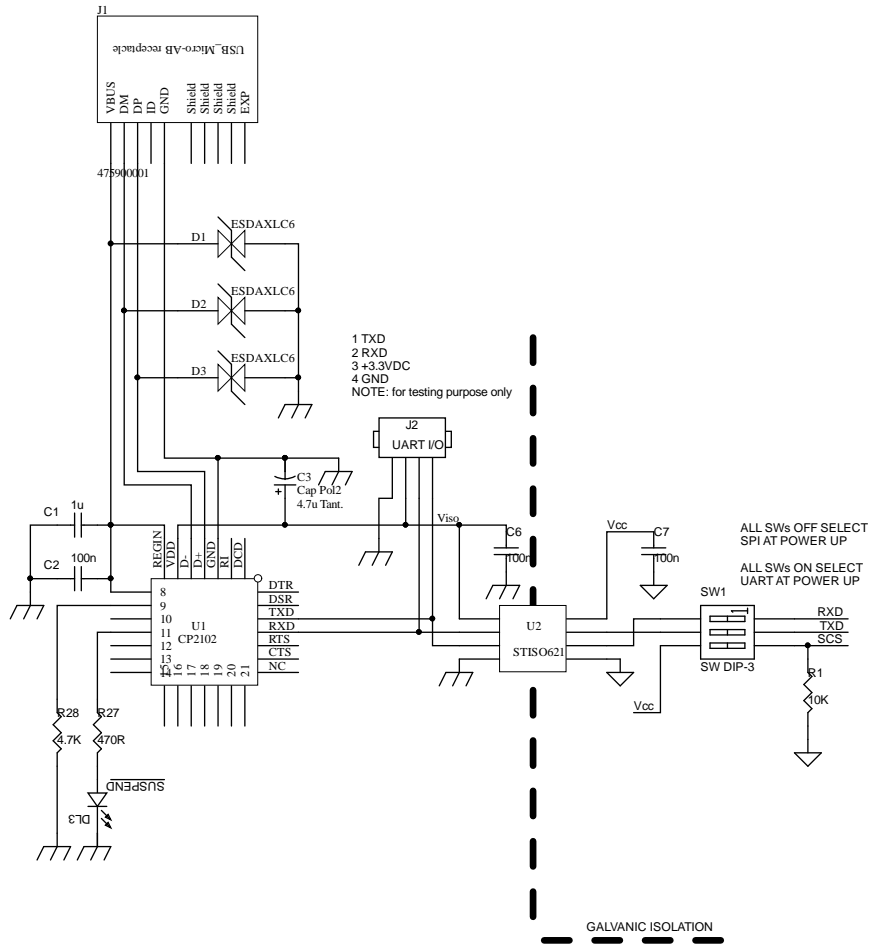 J1
USB_Micro-AB receptacle
VBUS
DM
DP
ID
GND
Shield
Shield
Shield
Shield
EXP
475900001
ESDAXLC6
D1
ESDAXLC6
D2
ESDAXLC6
D3
1 TXD
2 RXD
3 +3.3VDC
4 GND
NOTE: for testing purpose only
J2
UART I/O
C3
Cap Pol2
4.7u Tant.
+
Viso
C1
1u
C2
100n
REGIN
VDD
D-
D+
GND
RI
DCD
U1
CP2102
8
9
10
11
12
13
14
15
16
17
18
19
20
21
DTR
DSR
TXD
RXD
RTS
CTS
NC
C6
100n
Vcc
C7
100n
ALL SWs OFF SELECT
SPI AT POWER UP
ALL SWs ON SELECT
UART AT POWER UP
U2
STISO621
SW1
1
SW DIP-3
RXD
TXD
SCS
R1
10K
Vcc
R28
4.7K
R27
470R
SUSPEND
DL3
GALVANIC ISOLATION